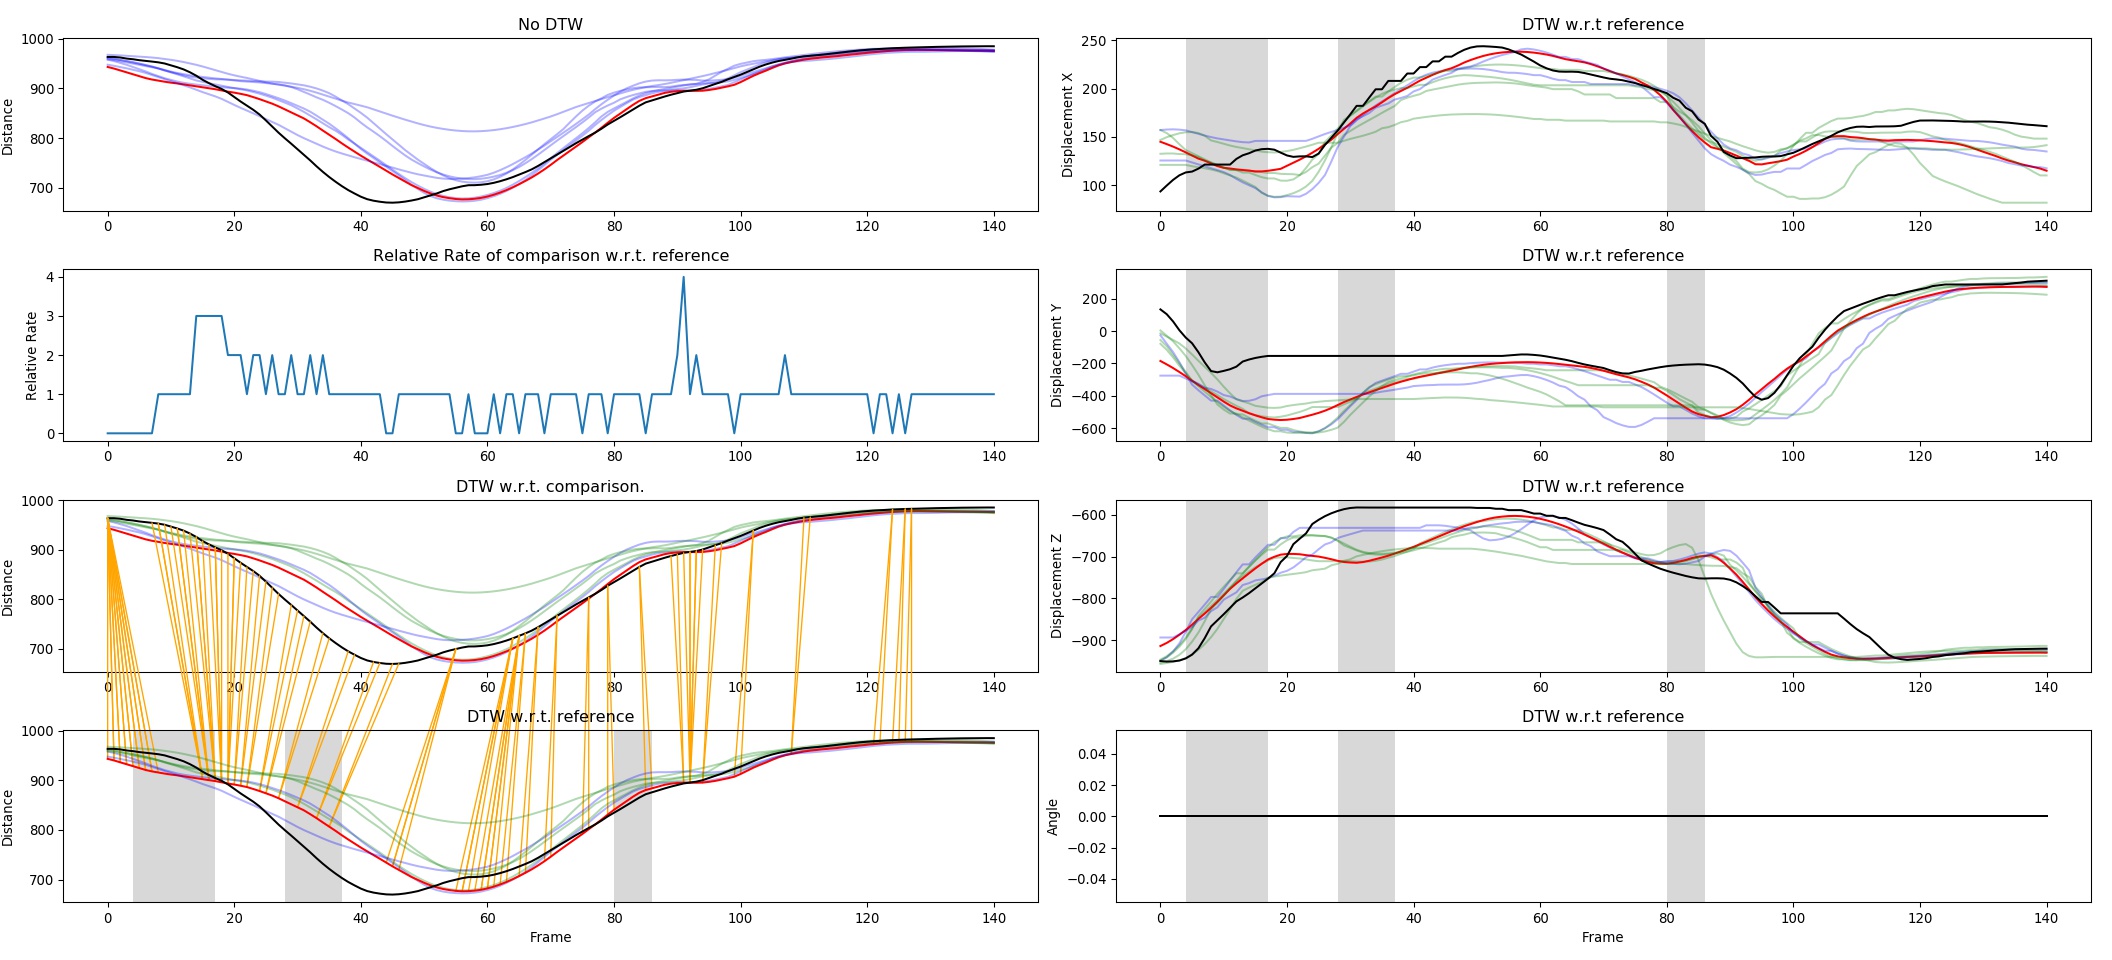 No DTW
1000
900
800
700
Distance
0 20 40 60 80 100 120 140
Relative Rate of comparison w.r.t. reference
4
3
2
1
0
Relative Rate
0 20 40 60 80 100 120 140
DTW w.r.t. comparison.
1000
900
800
700
Distance
0 20 40 60 80 100 120 140
DTW w.r.t. reference
1000
900
800
700
Distance
0 20 40 60 80 100 120 140
Frame
DTW w.r.t reference
250
200
150
100
Displacement X
0 20 40 60 80 100 120 140
DTW w.r.t reference
200
0
−200
−400
−600
Displacement Y
0 20 40 60 80 100 120 140
DTW w.r.t reference
−600
−700
−800
−900
Displacement Z
0 20 40 60 80 100 120 140
DTW w.r.t reference
0.04
0.02
0.00
−0.02
−0.04
Angle
0 20 40 60 80 100 120 140
Frame